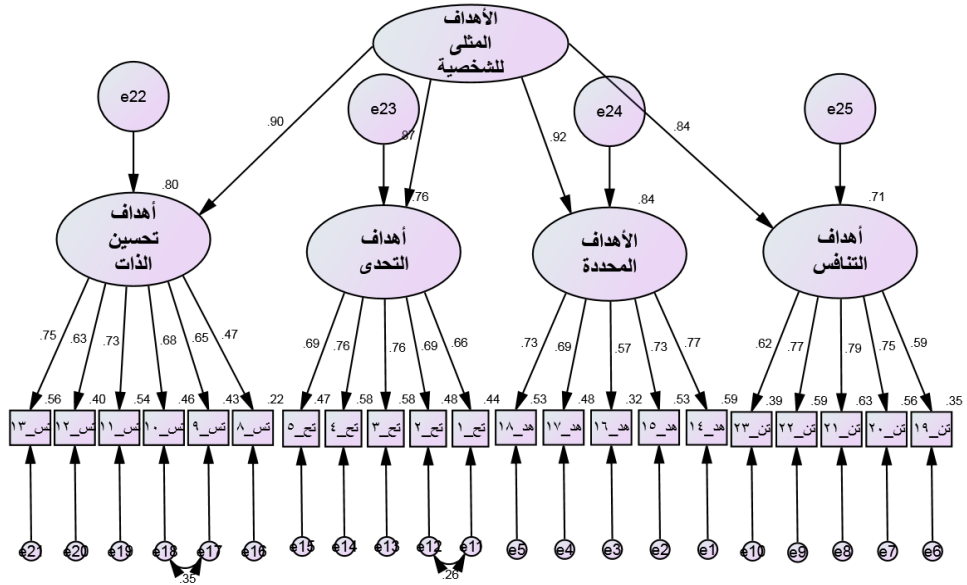 الأهداف
المثلى
للشخصية
e22
e23
e24
e25
.90
.87
.92
.84
.80
.76
.84
.71
أهداف
تحسين
الذات
أهداف
التحدى
الأهداف
المحددة
أهداف
التنافس
.75
.63
.73
.68
.65
.47
.69
.76
.76
.69
.66
.73
.69
.57
.73
.77
.62
.77
.79
.75
.59
.56
.40
.54
.46
.43
.22
.47
.58
.58
.48
.44
.53
.48
.32
.53
.59
.39
.59
.63
.56
.35
تس_١٣
تس_١٢
تس_١١
تس_١٠
تس_٩
تس_٨
تح_٥
تح_٤
تح_٣
تح_٢
تح_١
هد_١٨
هد_١٧
هد_١٦
هد_١٥
هد_١٤
تن_٢٣
تن_٢٢
تن_٢١
تن_٢٠
تن_١٩
e21
e20
e19
e18
e17
e16
e15
e14
e13
e12
e11
e5
e4
e3
e2
e1
e10
e9
e8
e7
e6
.35
.26